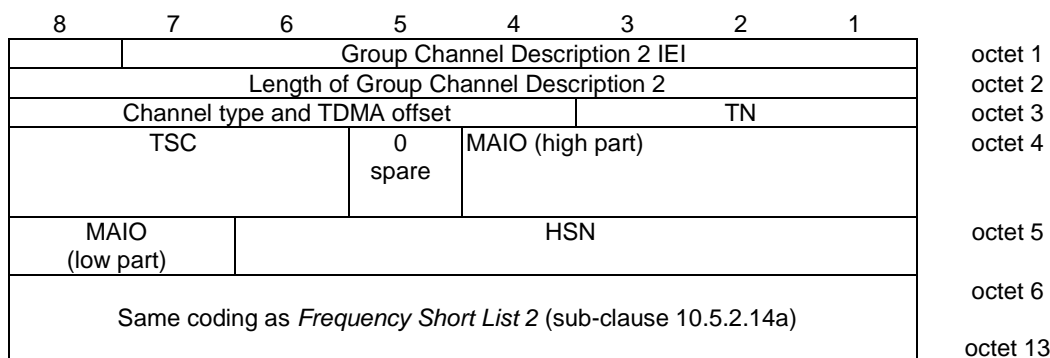 8 7 6 5 4 3 2 1
Group Channel Description 2 IEI octet 1
Length of Group Channel Description 2 octet 2
Channel type and TDMA offset TN octet 3
TSC 0 MAIO (high part) octet 4
spare
MAIO HSN octet 5
(low part)
octet 6
Same coding as Frequency Short List 2 (sub-clause 10.5.2.14a)
octet 13